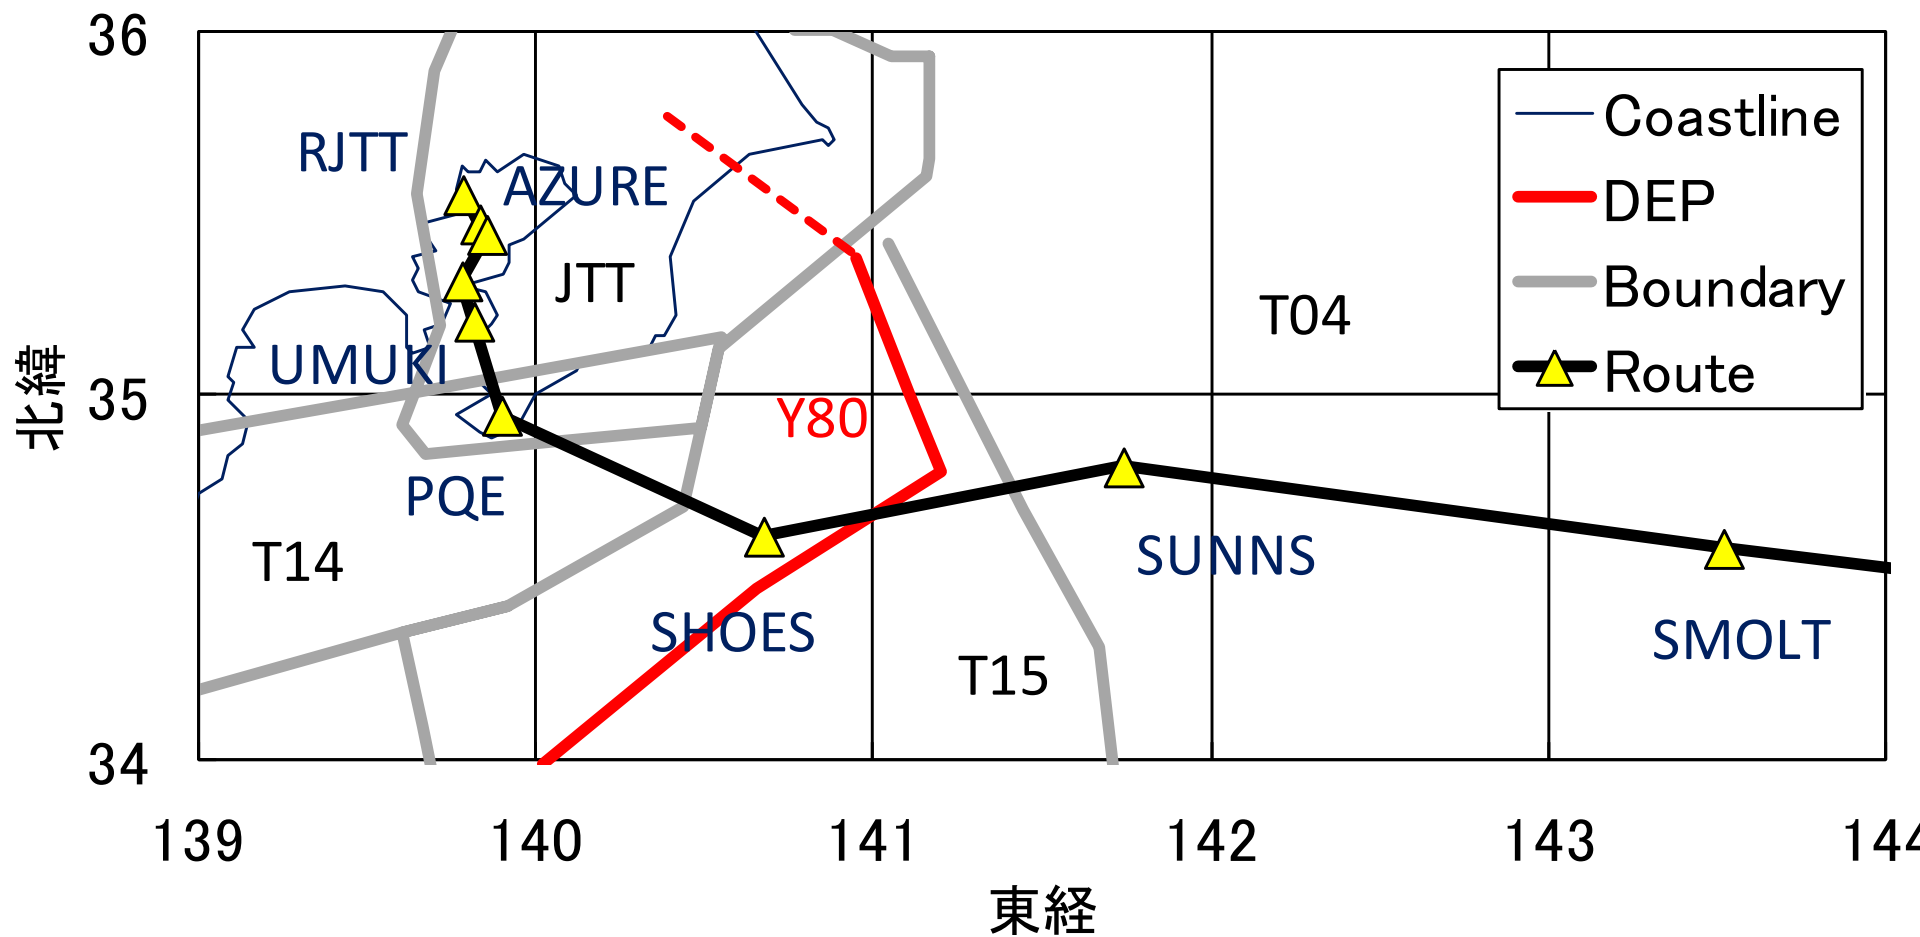 36
Coastline
RJTT
AZURE
DEP
JTT
Boundary
T04
UMUKI
Route
北緯
35
Y80
PQE
SUNNS
T14
SHOES
SMOLT
T15
34
139
140
141
142
143
144
東経